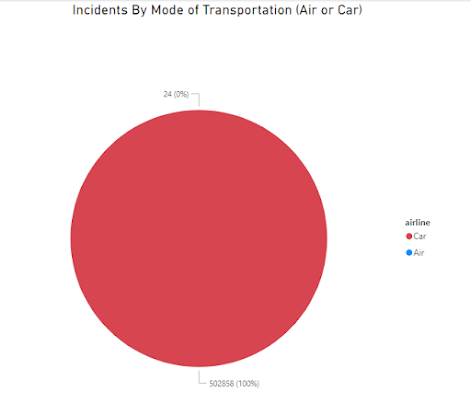 Incidents By Mode of Transportation (Air or Car)
24 (0%)
airline
Car
Air
502858 (100%)